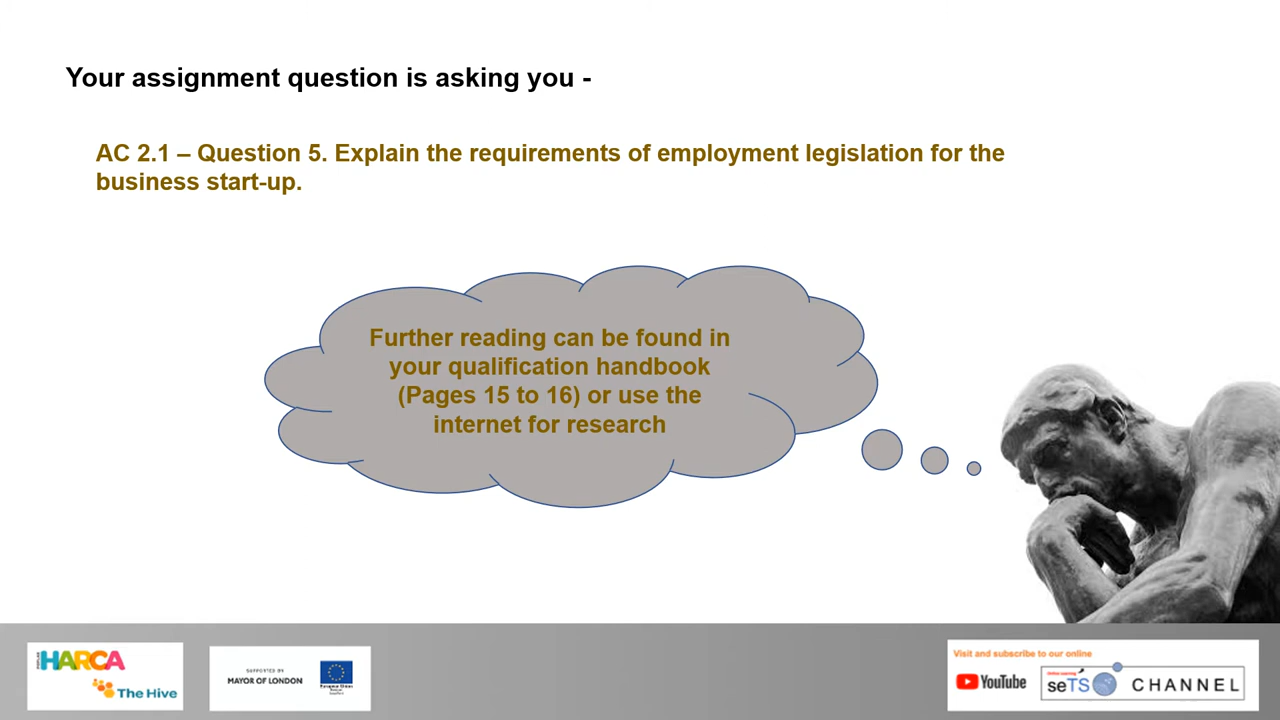 Your assignment question is asking you -
AC 2.1 – Question 5. Explain the requirements of employment legislation for the
business start-up.
Further reading can be found in
your qualification handbook
(Pages 15 to 16) or use the
internet for research
HARCA
The Hive
SUPPORTED BY
MAYOR OF LONDON
European Union
Visit and subscribe to our online
YouTube
seTS CHANNEL